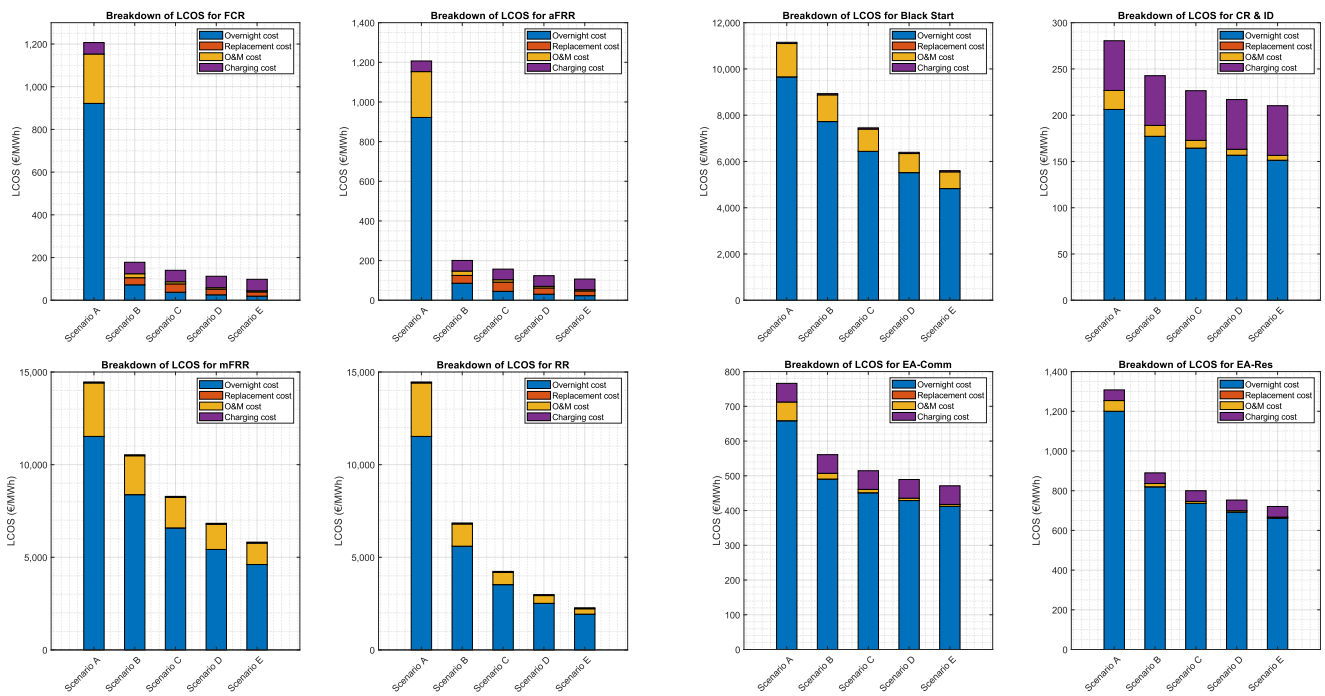 Breakdown of LCOS for FCR
LCOS (€/MWh)
1,200
1,000
800
600
400
200
0
Overnight cost
Replacement cost
O&M cost
Charging cost
Scenario A
Scenario B
Scenario C
Scenario D
Scenario E
Breakdown of LCOS for aFRR
LCOS (€/MWh)
1,400
1,200
1,000
800
600
400
200
0
Overnight cost
Replacement cost
O&M cost
Charging cost
Scenario A
Scenario B
Scenario C
Scenario D
Scenario E
Breakdown of LCOS for Black Start
LCOS (€/MWh)
12,000
10,000
8,000
6,000
4,000
2,000
0
Overnight cost
Replacement cost
O&M cost
Charging cost
Scenario A
Scenario B
Scenario C
Scenario D
Scenario E
Breakdown of LCOS for CR & ID
LCOS (€/MWh)
300
250
200
150
100
50
0
Overnight cost
Replacement cost
O&M cost
Charging cost
Scenario A
Scenario B
Scenario C
Scenario D
Scenario E
Breakdown of LCOS for mFRR
LCOS (€/MWh)
15,000
10,000
5,000
0
Overnight cost
Replacement cost
O&M cost
Charging cost
Scenario A
Scenario B
Scenario C
Scenario D
Scenario E
Breakdown of LCOS for RR
LCOS (€/MWh)
15,000
10,000
5,000
0
Overnight cost
Replacement cost
O&M cost
Charging cost
Scenario A
Scenario B
Scenario C
Scenario D
Scenario E
Breakdown of LCOS for EA-Comm
LCOS (€/MWh)
800
700
600
500
400
300
200
100
0
Overnight cost
Replacement cost
O&M cost
Charging cost
Scenario A
Scenario B
Scenario C
Scenario D
Scenario E
Breakdown of LCOS for EA-Res
LCOS (€/MWh)
1,400
1,200
1,000
800
600
400
200
0
Overnight cost
Replacement cost
O&M cost
Charging cost
Scenario A
Scenario B
Scenario C
Scenario D
Scenario E